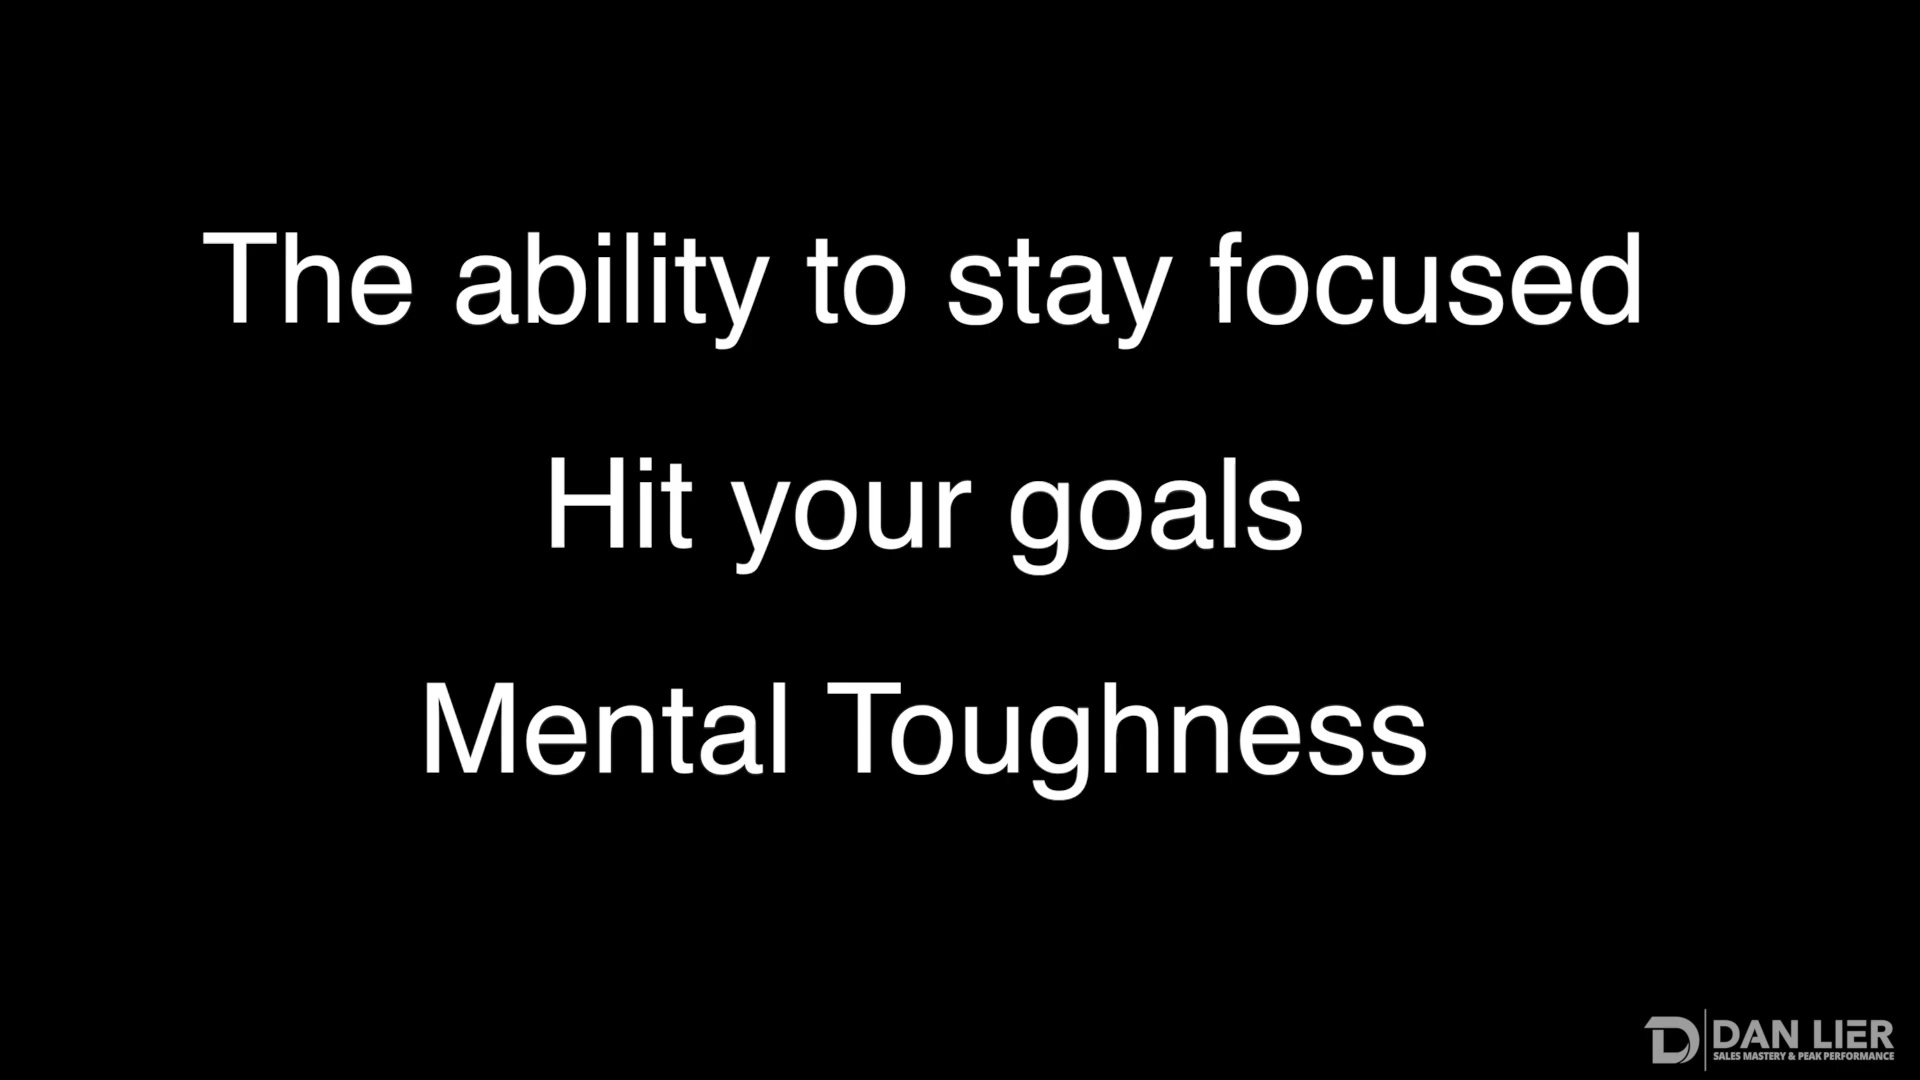 The ability to stay focused
Hit your goals
Mental Toughness
DAN LIER
SALES MASTERY & PEAK PERFORMANCE